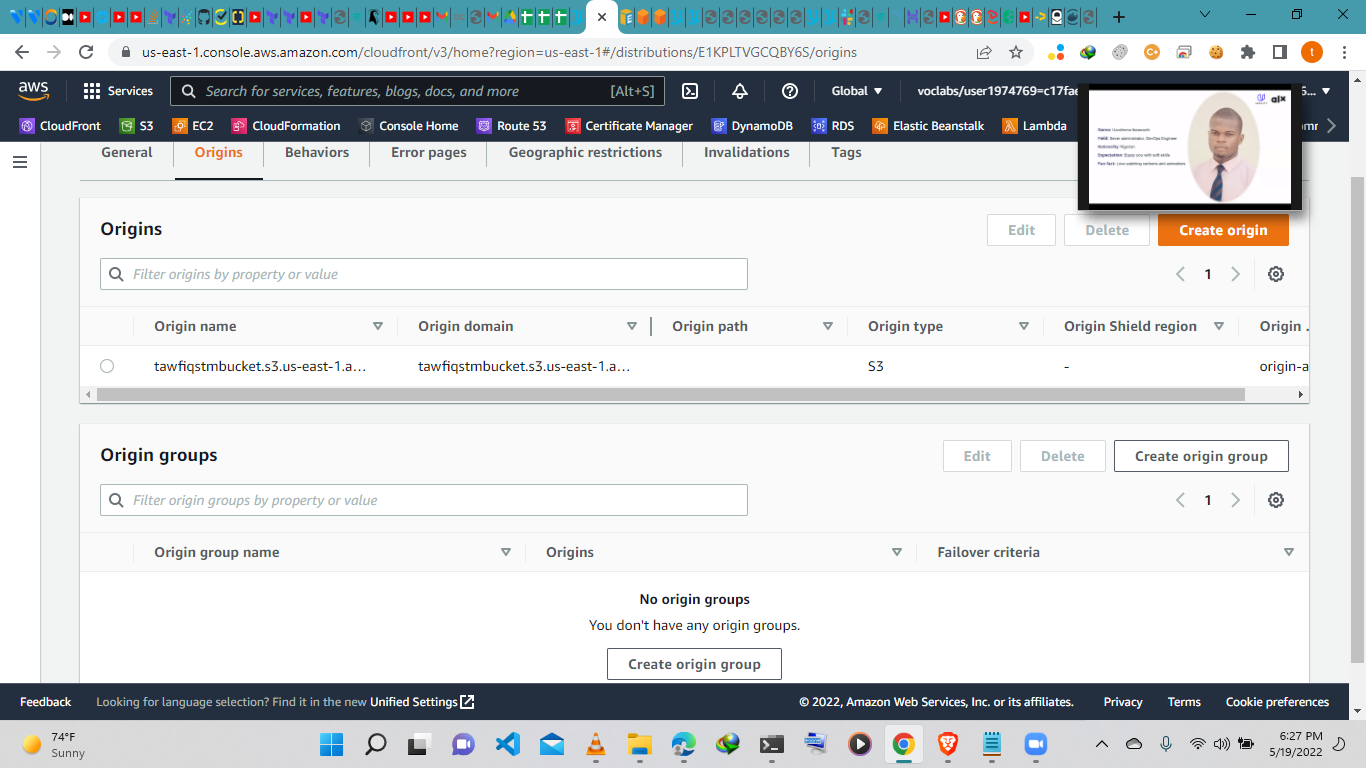 us-east-1.console.aws.amazon.com/cloudfront/v3/home?region=us-east-1#/distributions/E1KPLTVGCQBY6S/origins
t
aws
Services
Search for services, features, blogs, docs, and more
[Alt+S]
Global
voclabs/user1974769=c17fae
6...
CloudFront
S3
EC2
CloudFormation
Console Home
Route 53
Certificate Manager
DynamoDB
RDS
Elastic Beanstalk
Lambda
General
Origins
Behaviors
Error pages
Geographic restrictions
Invalidations
Tags
Nationality: Nigerian
Origins
Edit
Delete
Create origin
Filter origins by property or value
1
Origin name
Origin domain
Origin path
Origin type
Origin Shield region
Origin .
tawfiqstmbucket.s3.us-east-1.a...
tawfiqstmbucket.s3.us-east-1.a...
S3
-
origin-a
Origin groups
Edit
Delete
Create origin group
Filter origin groups by property or value
1
Origin group name
Origins
Failover criteria
No origin groups
You don't have any origin groups.
Create origin group
Feedback
Looking for language selection? Find it in the new Unified Settings
© 2022, Amazon Web Services, Inc. or its affiliates.
Privacy
Terms
Cookie preferences
74°F
Sunny
6:27 PM
5/19/2022